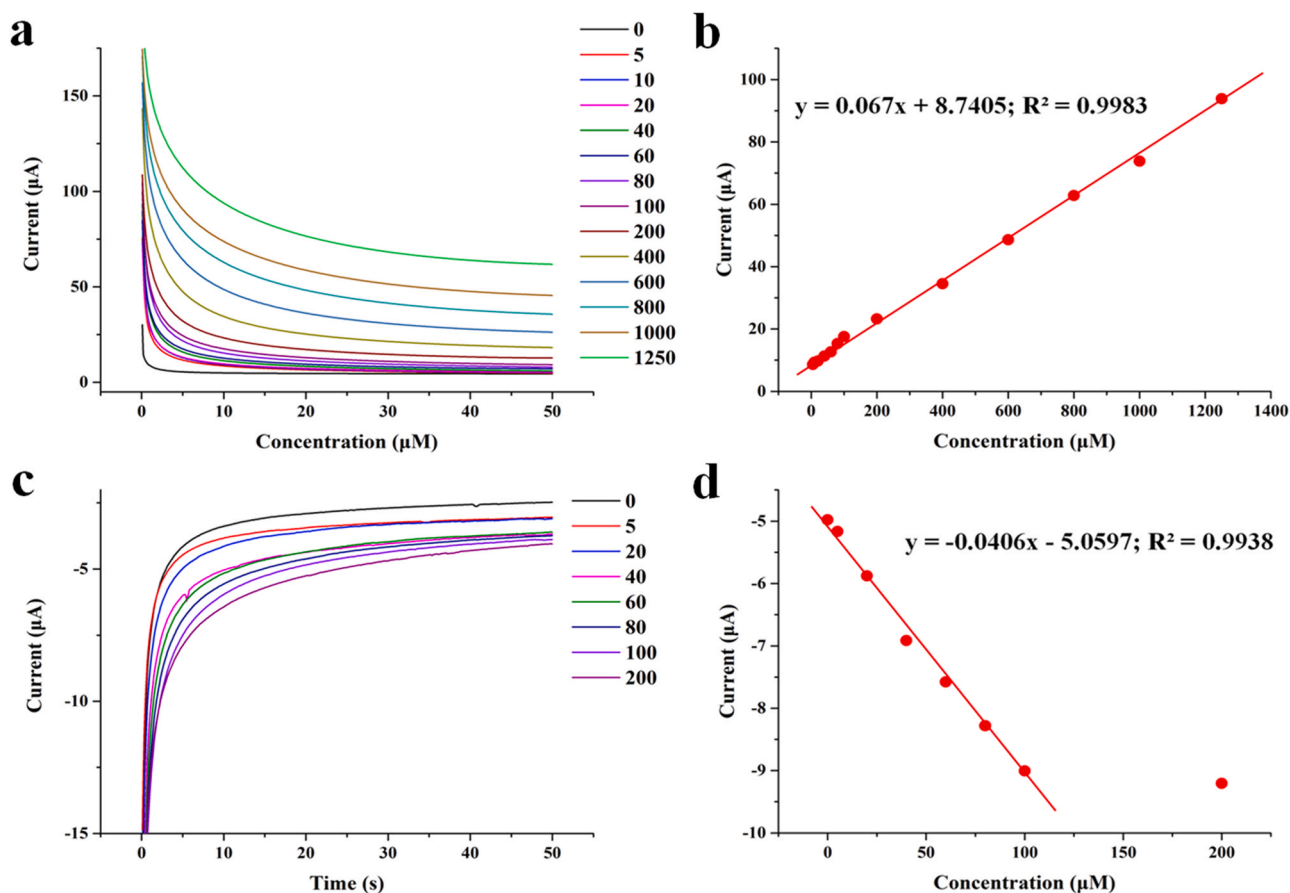 a
0
5
10
20
40
60
80
100
200
400
600
800
1000
1250
150
100
50
0
Current (μA)
0 10 20 30 40 50
Concentration (μM)
b
y = 0.067x + 8.7405; R² = 0.9983
100
80
60
40
20
0
Current (μA)
0 200 400 600 800 1000 1200 1400
Concentration (μM)
c
0
5
20
40
60
80
100
200
-5
-10
-15
Current (μA)
0 10 20 30 40 50
Time (s)
d
y = -0.0406x - 5.0597; R² = 0.9938
-5
-6
-7
-8
-9
-10
Current (μA)
0 50 100 150 200
Concentration (μM)